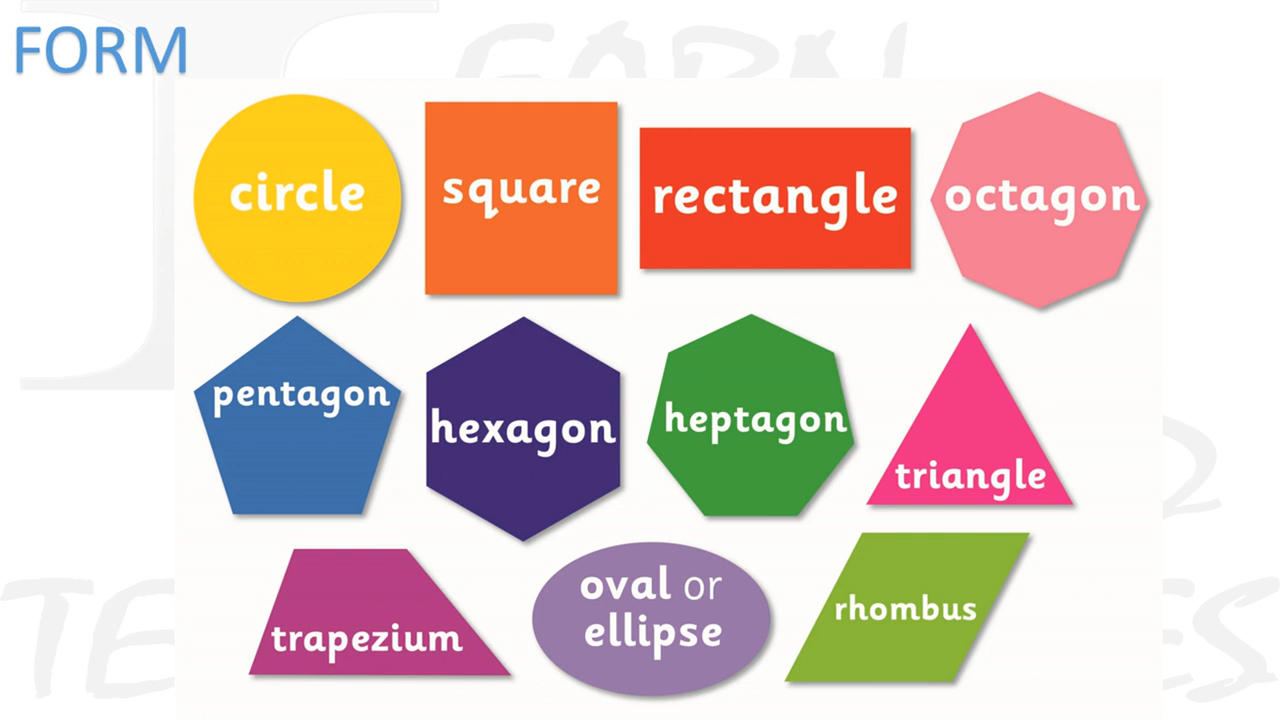 FORM
circle
square
rectangle
octagon
pentagon
hexagon
heptagon
triangle
trapezium
oval or
ellipse
rhombus